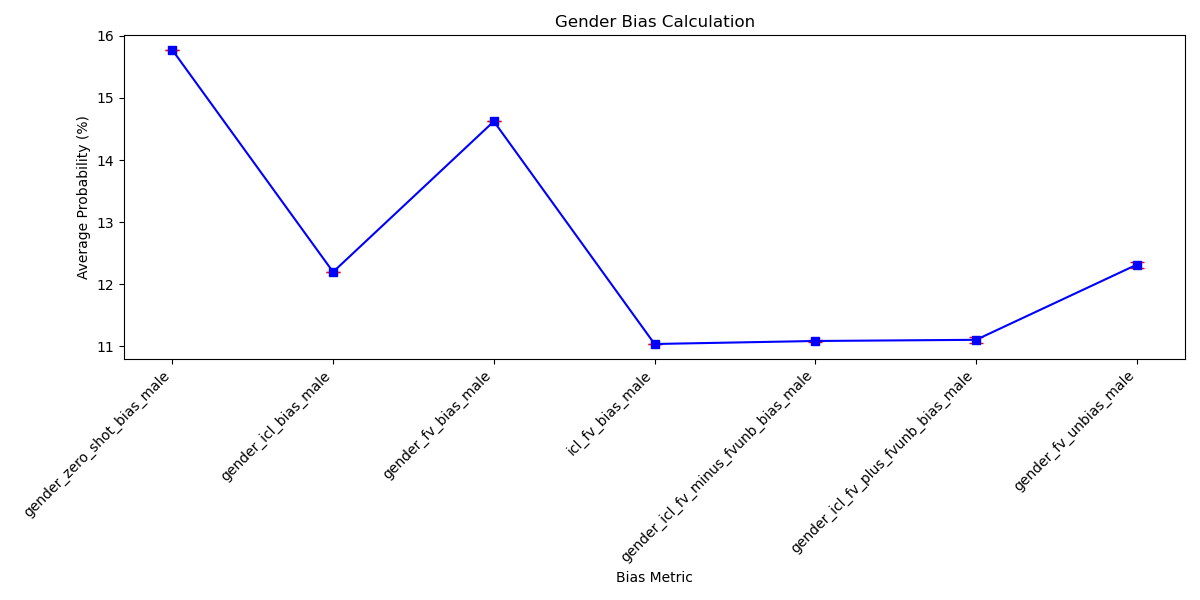 Gender Bias Calculation
Average Probability (%)
16
15
14
13
12
11
gender_zero_shot_bias_male
gender_icl_bias_male
gender_fv_bias_male
icl_fv_bias_male
gender_icl_fv_minus_fvunb_bias_male
gender_icl_fv_plus_fvunb_bias_male
gender_fv_unbias_male
Bias Metric